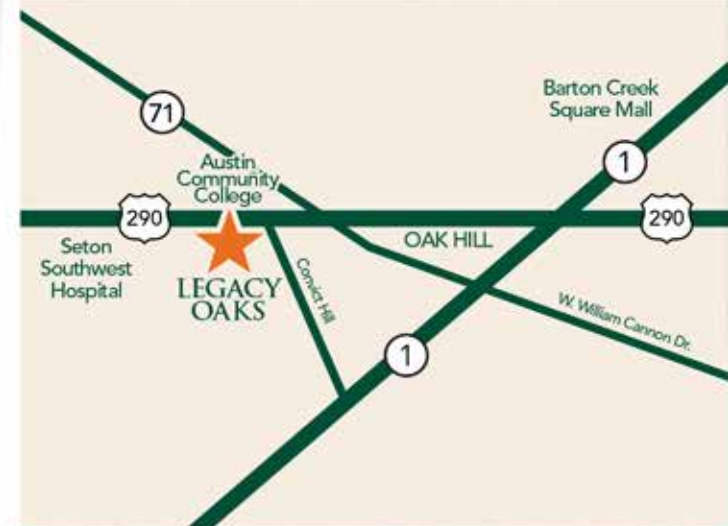 Barton Creek
Square Mall
71
1
Austin
Community
College
290
290
OAK HILL
Seton
Southwest
Hospital
LEGACY
OAKS
Convict Hill
W. William Cannon Dr.
1